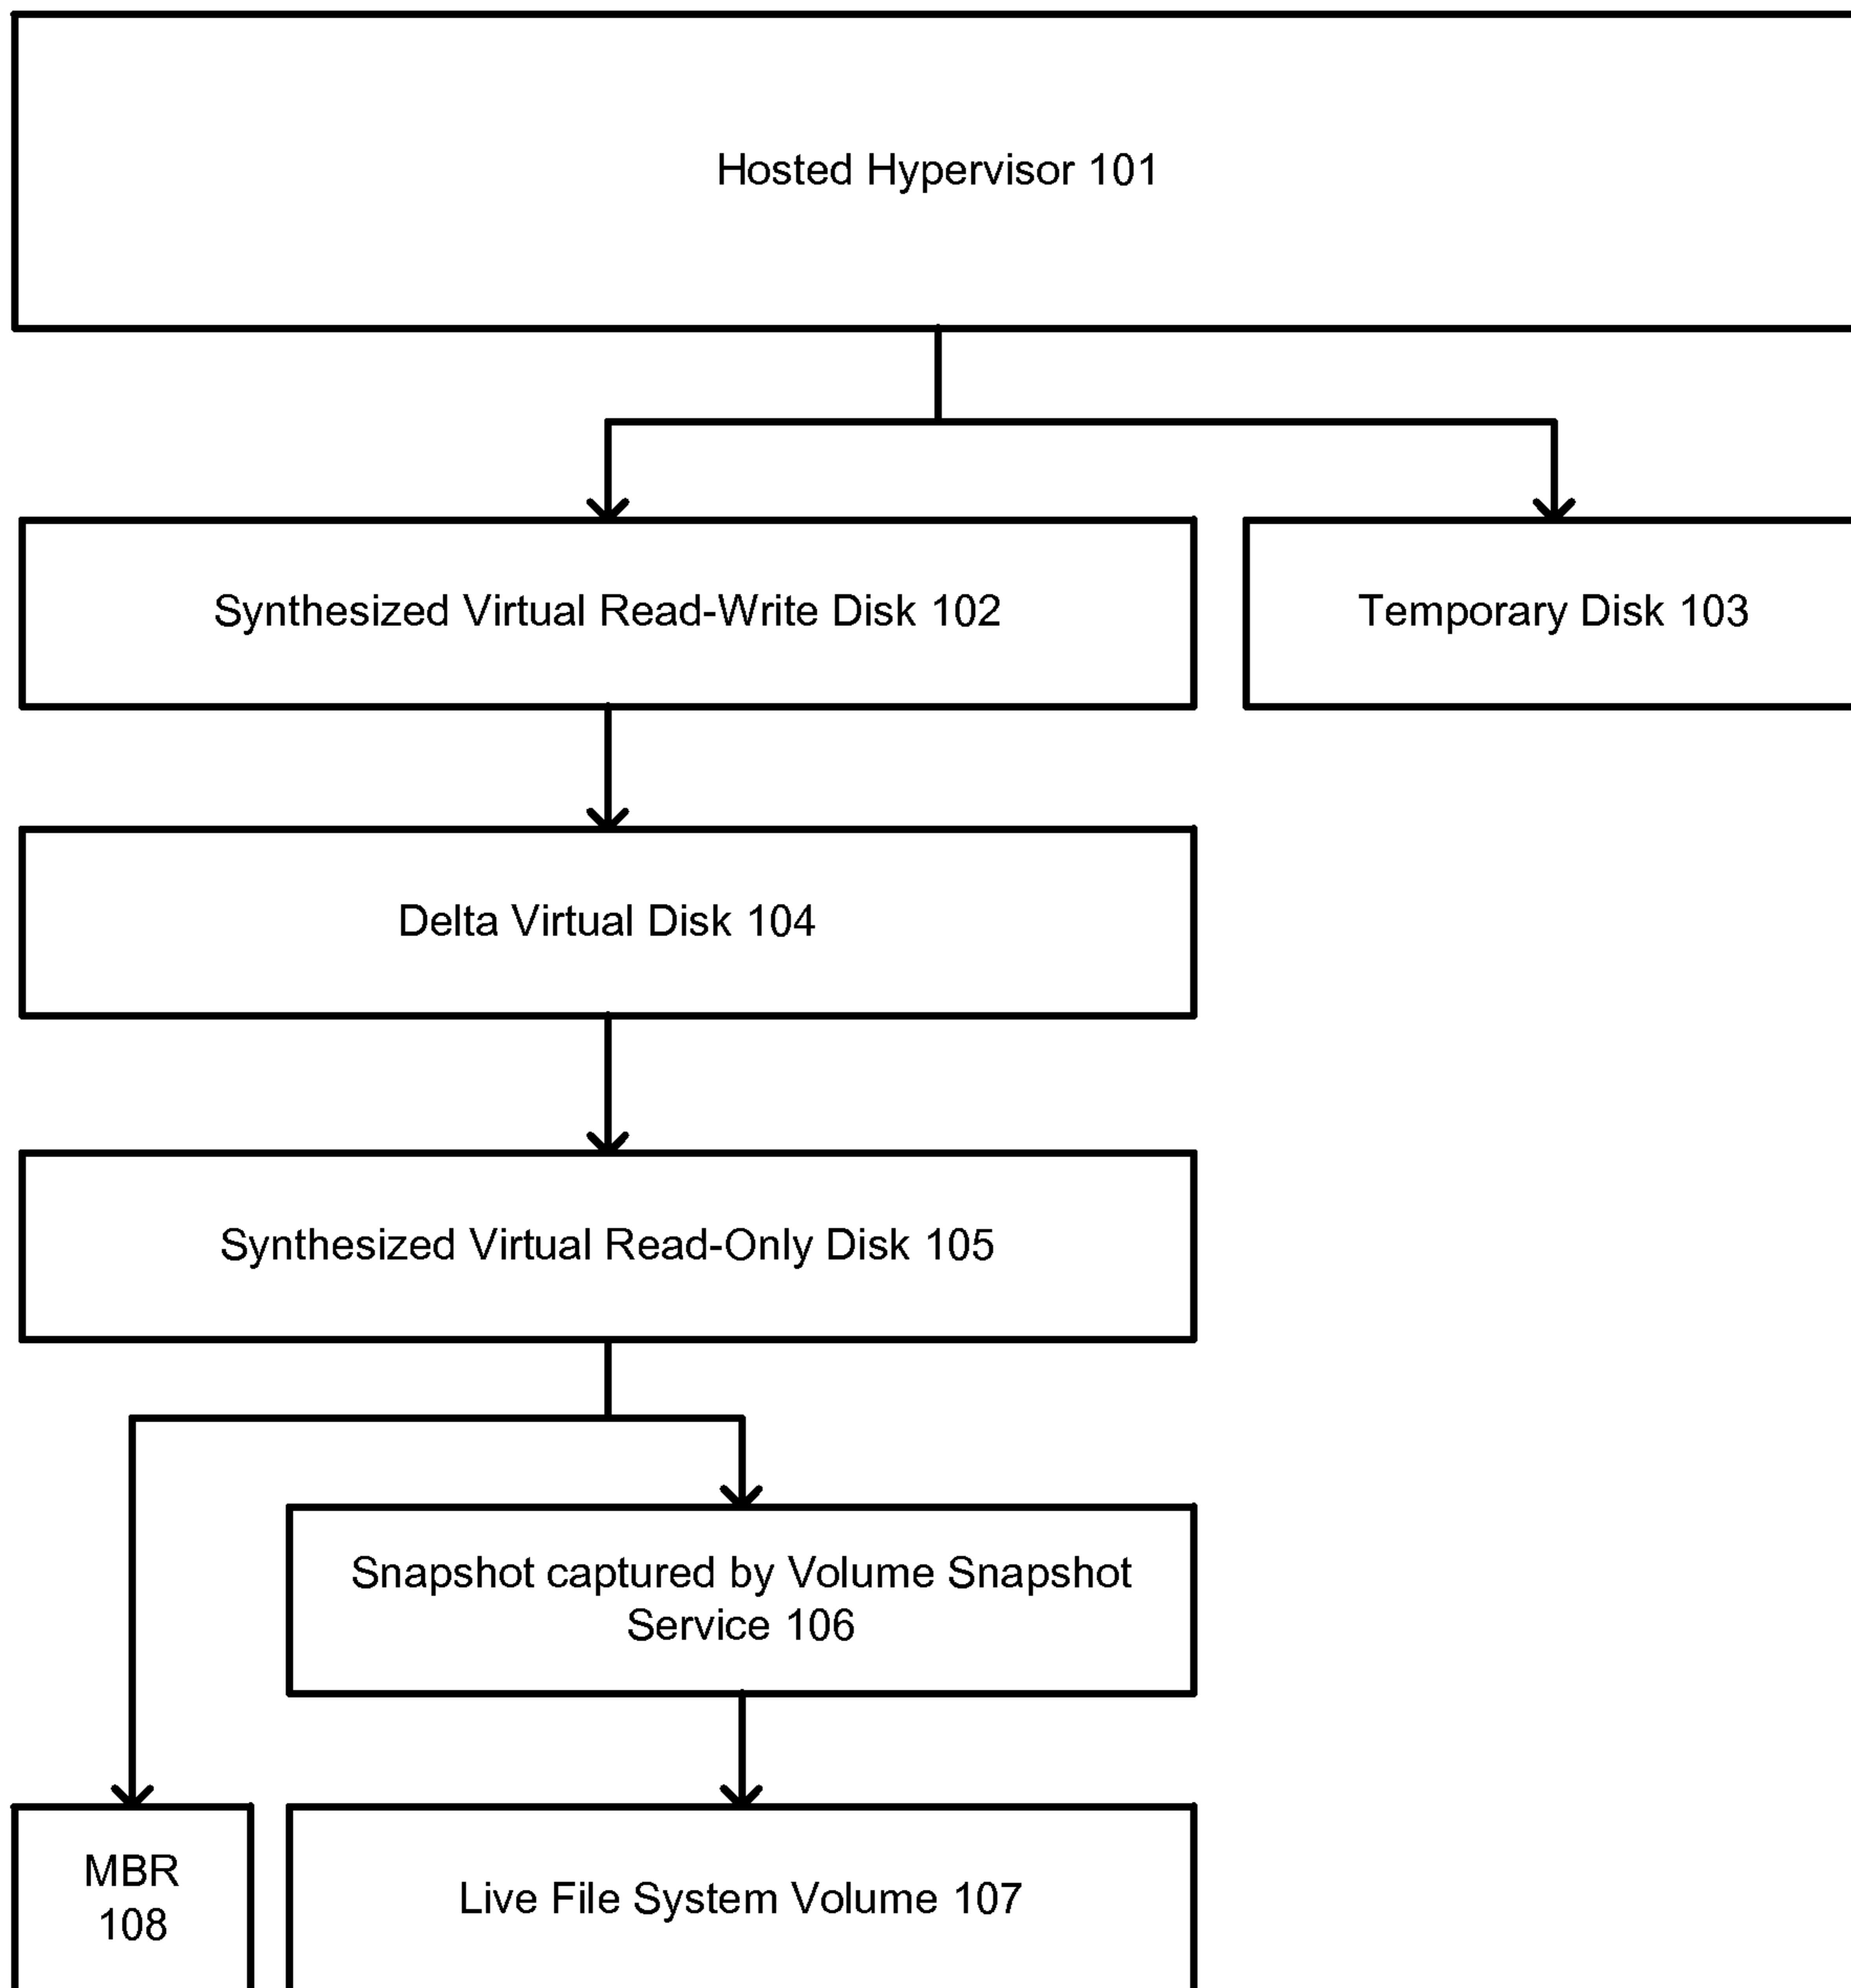 Hosted Hypervisor 101
Synthesized Virtual Read-Write Disk 102
Temporary Disk 103
Delta Virtual Disk 104
Synthesized Virtual Read-Only Disk 105
Snapshot captured by Volume Snapshot
Service 106
MBR
108
Live File System Volume 107